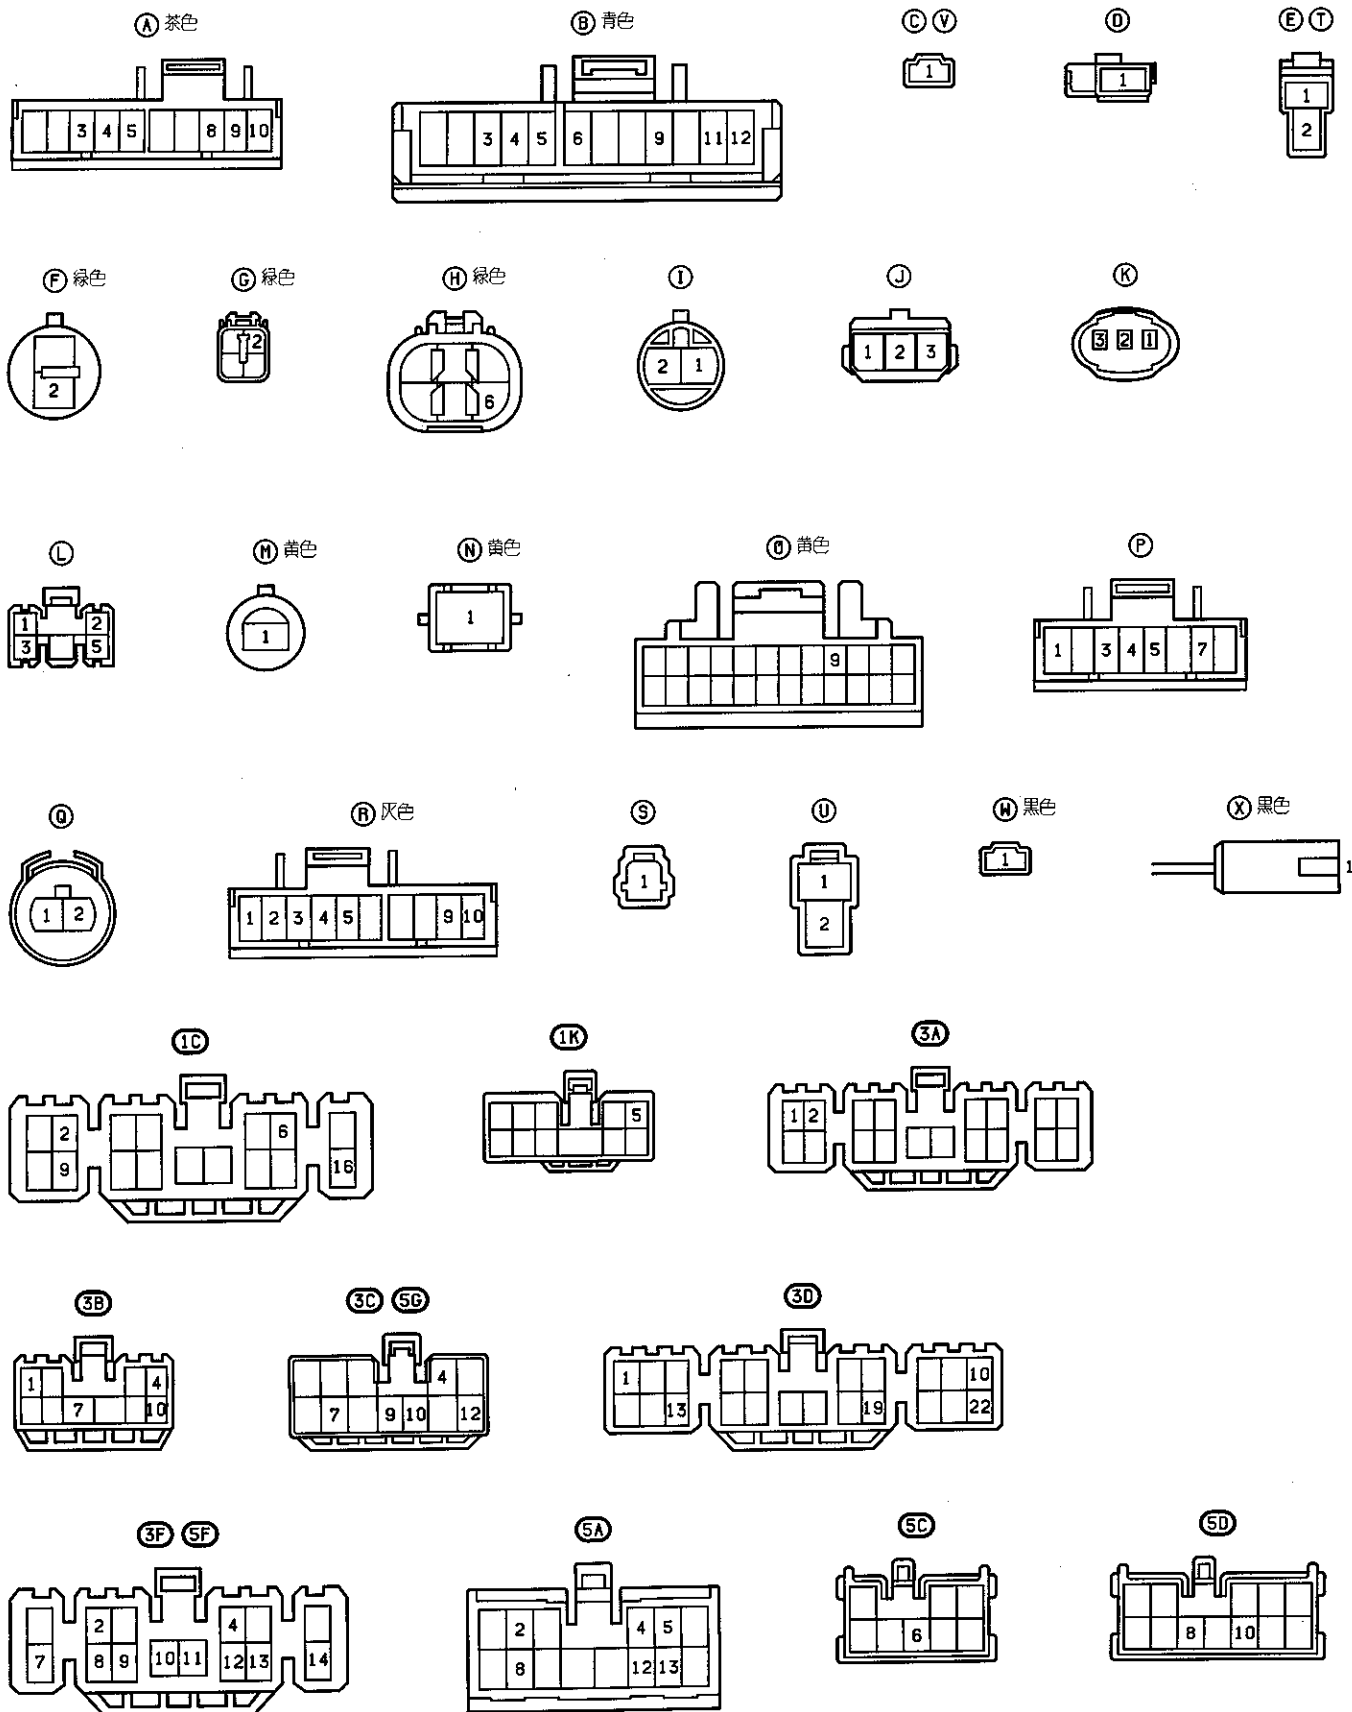 A 茶色
B 青色
C V
D
E T
3 4 5 8 9 10
3 4 5 6 9 11 12
1
1
1
2
F 緑色
G 緑色
H 緑色
I
J
K
2
2
6
2 1
1 2 3
3 2 1
L
M 黄色
N 黄色
O 黄色
P
1 2
3 5
1
1
9
1 3 4 5 7
Q
R 灰色
S
U
W 黒色
X 黒色
1 2
1 2 3 4 5 9 10
1
1
2
1
1
1C
1K
3A
2 6
9 16
5
1 2
3B
3C 5G
3D
1 4
7 10
4
7 9 10 12
1 10
13 19 22
3F 5F
5A
5C
5D
2 4
7 8 9 10 11 12 13 14
2 4 5
8 12 13
6
8 10